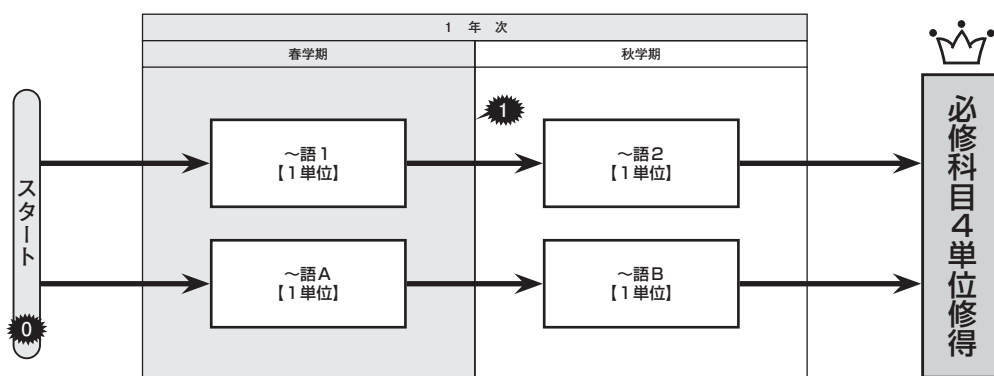 1 年 次
春学期
秋学期
スタート
0
1
～語1
【1単位】
～語2
【1単位】
～語A
【1単位】
～語B
【1単位】
必修科目4単位修得